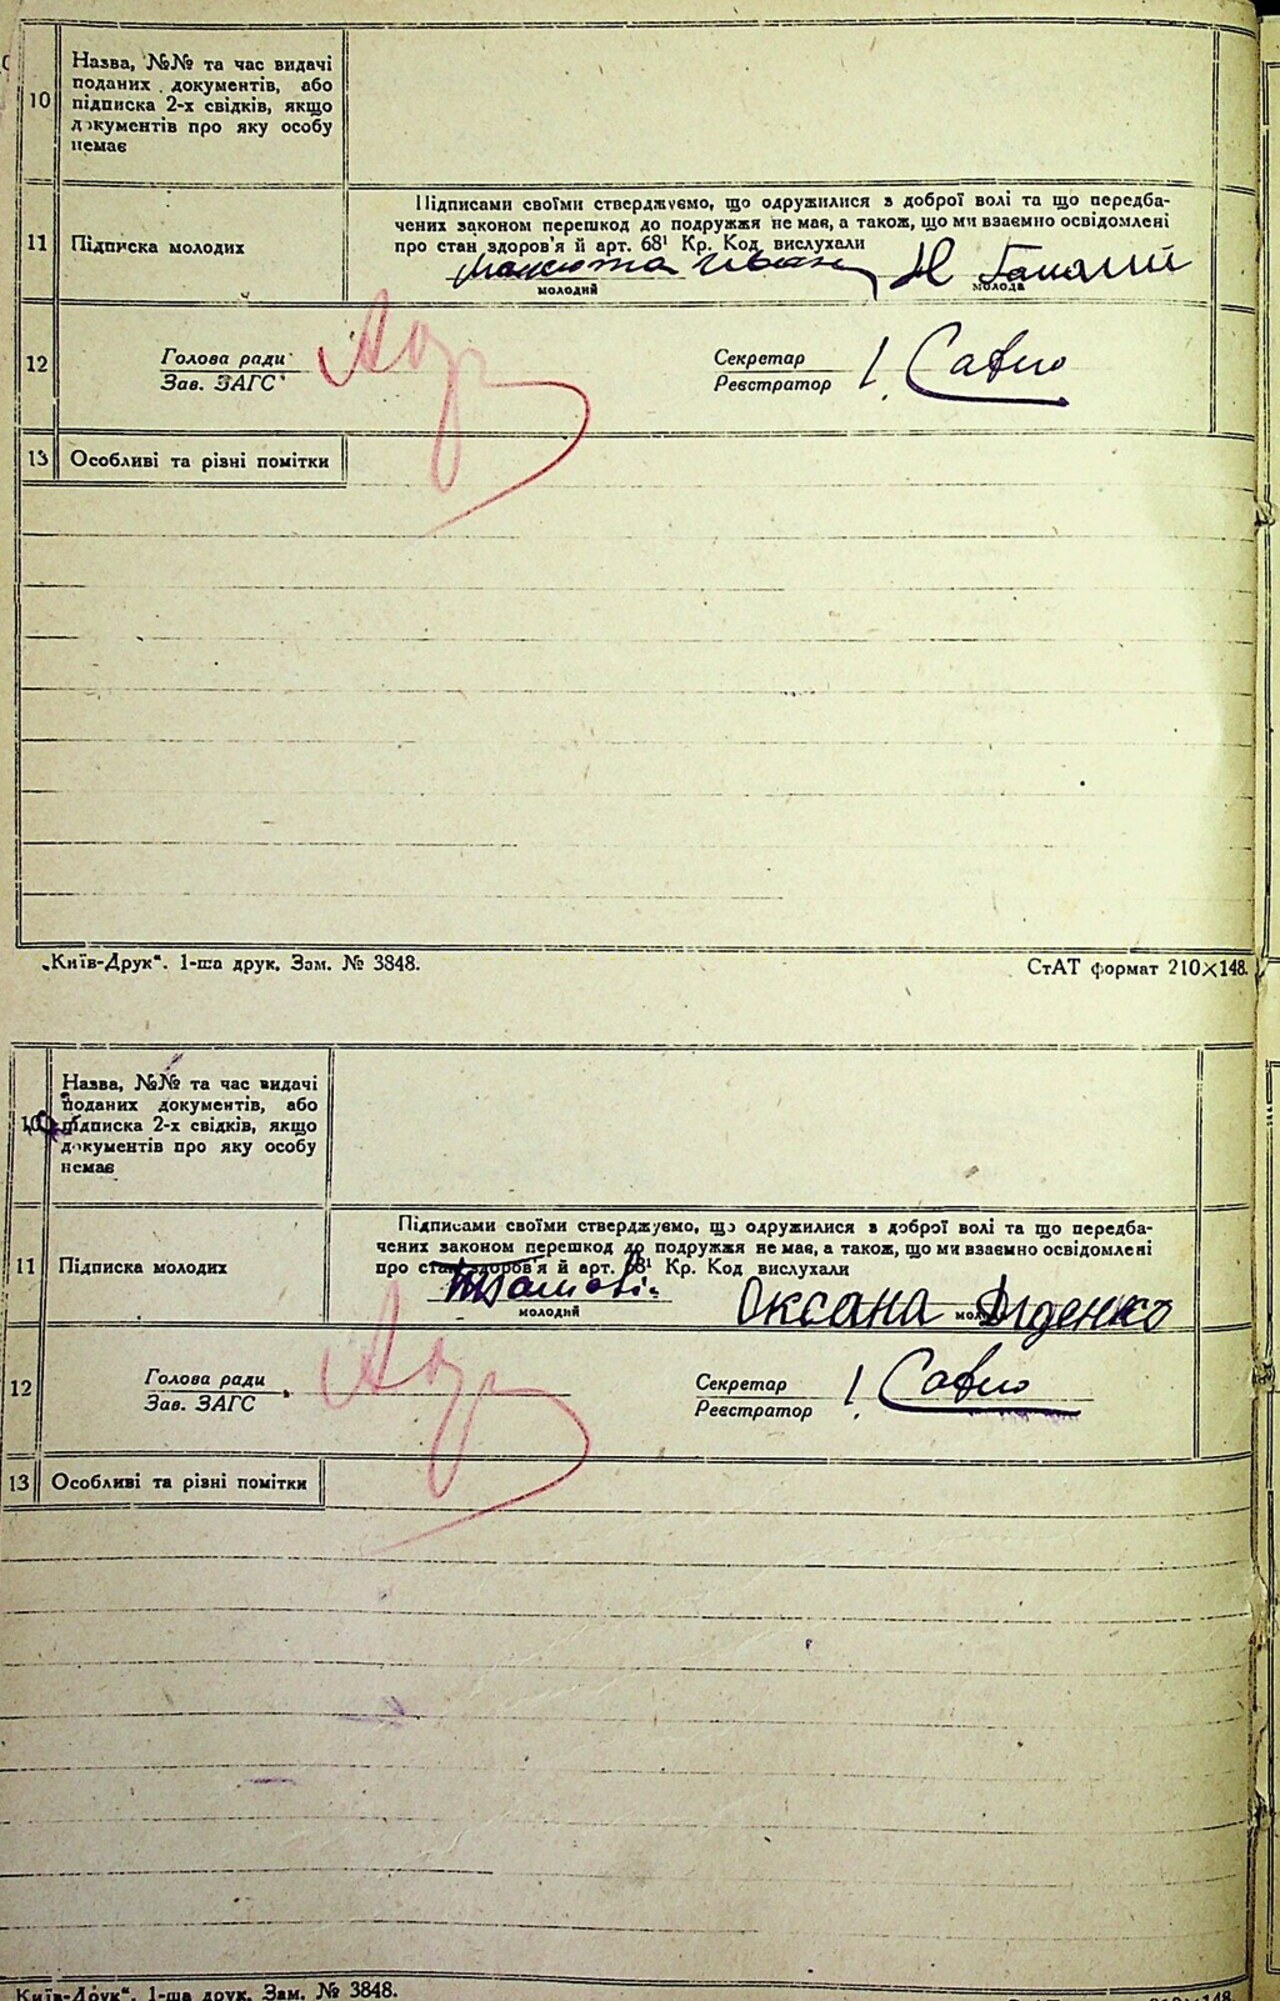 10
Назва, №№ та час видачі
поданих документів, або
підписка 2-х свідків, якщо
документів про яку особу
немає
11
Підписка молодих
Підписами своїми стверджуємо, що одружилися з доброї волі та що передба-
чених законом перешкод до подружжя не має, а також, що ми взаємно освідомлені
про стан здоров'я й арт. 68¹ Кр. Код вислухали
молодий
молода
12
Голова ради
Зав. ЗАГС
Секретар
Реєстратор
13
Особливі та різні помітки
„Київ-Друк“. 1-ша друк. Зам. № 3848.
СтАТ формат 210×148.
10
Назва, №№ та час видачі
поданих документів, або
підписка 2-х свідків, якщо
документів про яку особу
немає
11
Підписка молодих
Підписами своїми стверджуємо, що одружилися з доброї волі та що передба-
чених законом перешкод до подружжя не має, а також, що ми взаємно освідомлені
про стан здоров'я й арт. 68¹ Кр. Код вислухали
Оксана Діденко
молодий
12
Голова ради
Зав. ЗАГС
Секретар
Реєстратор
13
Особливі та різні помітки
Київ-Друк“. 1-ша друк. Зам. № 3848.